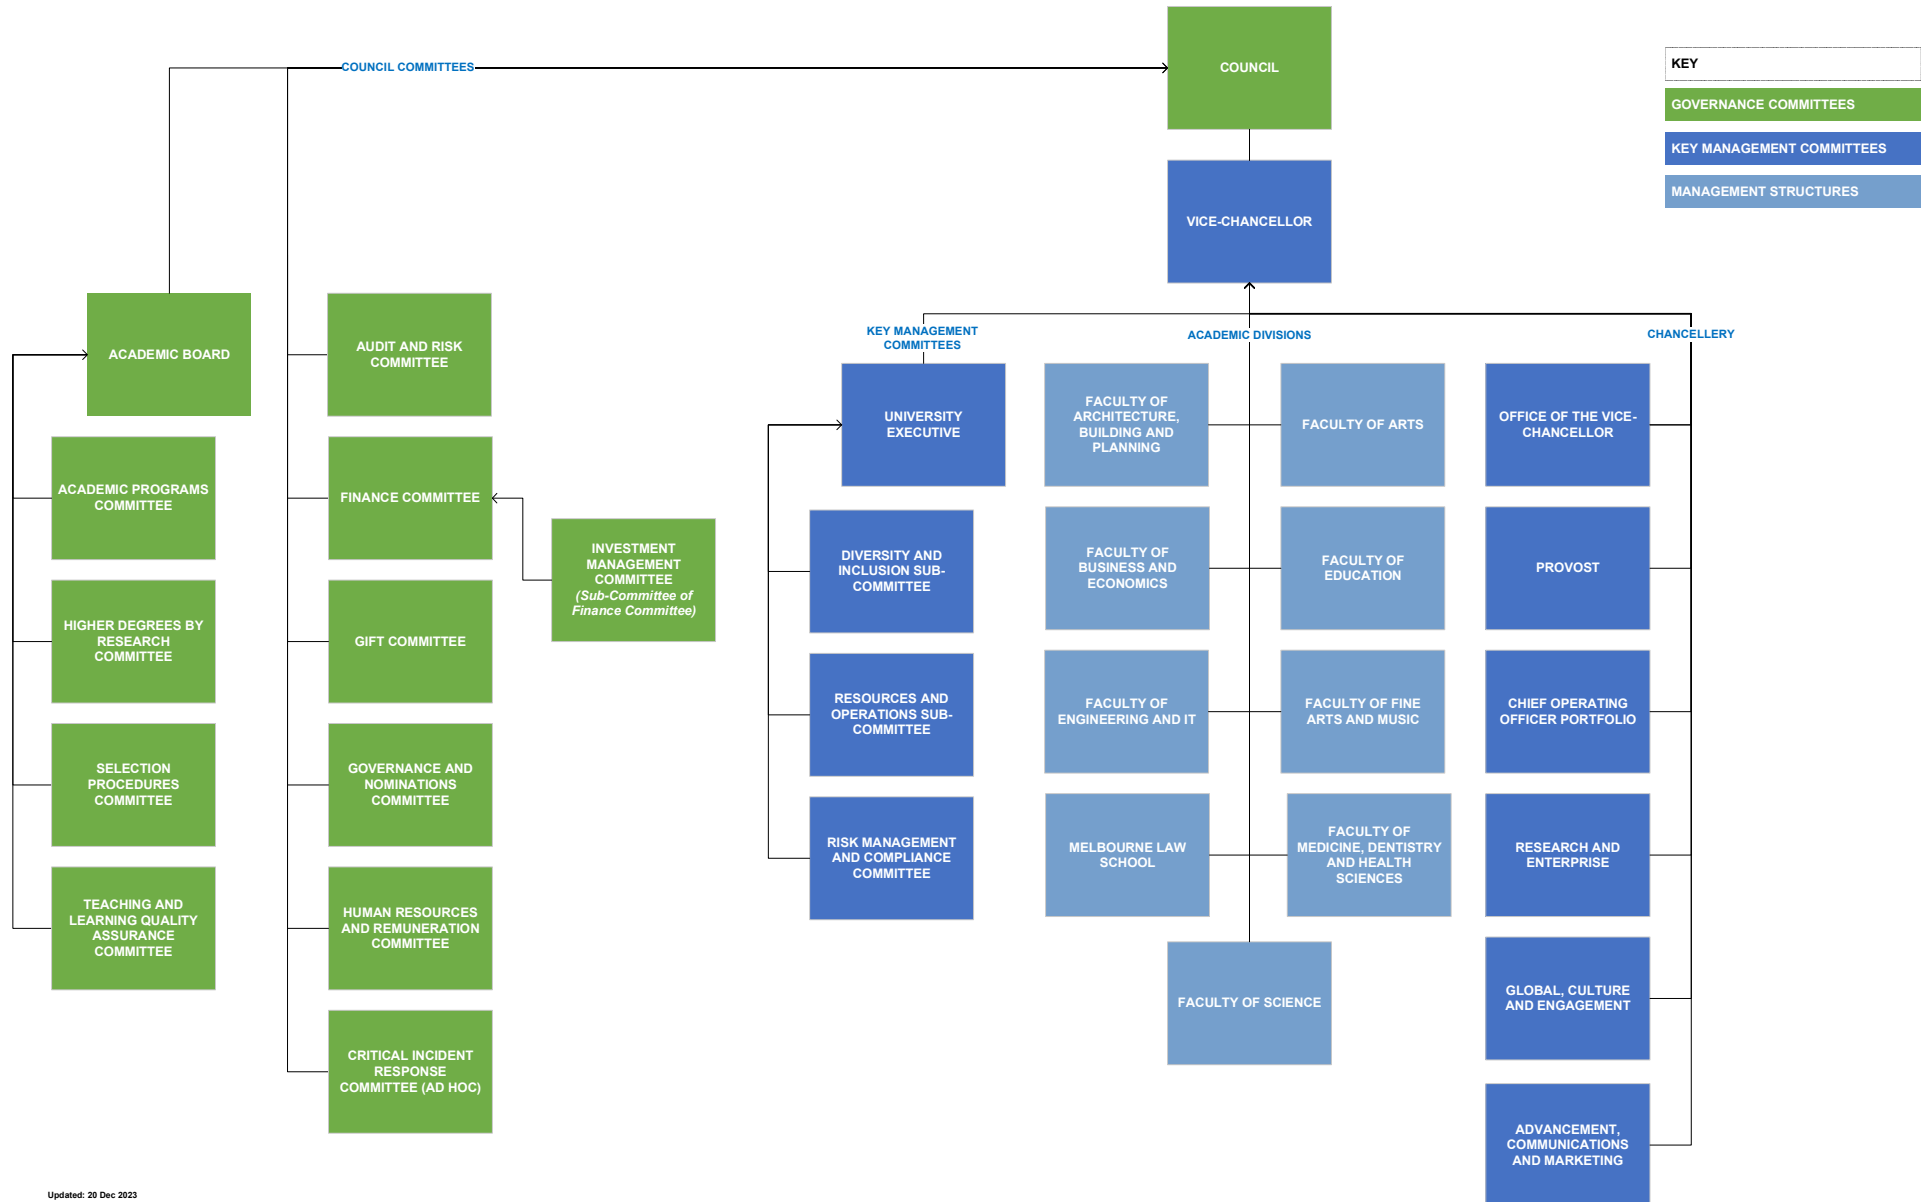 COUNCIL COMMITTEES
COUNCIL
KEY
GOVERNANCE COMMITTEES
KEY MANAGEMENT COMMITTEES
MANAGEMENT STRUCTURES
VICE-CHANCELLOR
ACADEMIC BOARD
ACADEMIC PROGRAMS
COMMITTEE
HIGHER DEGREES BY
RESEARCH
COMMITTEE
SELECTION
PROCEDURES
COMMITTEE
TEACHING AND
LEARNING QUALITY
ASSURANCE
COMMITTEE
AUDIT AND RISK
COMMITTEE
FINANCE COMMITTEE
GIFT COMMITTEE
GOVERNANCE AND
NOMINATIONS
COMMITTEE
HUMAN RESOURCES
AND REMUNERATION
COMMITTEE
CRITICAL INCIDENT
RESPONSE
COMMITTEE (AD HOC)
INVESTMENT
MANAGEMENT
COMMITTEE
(Sub-Committee of
Finance Committee)
KEY MANAGEMENT
COMMITTEES
UNIVERSITY
EXECUTIVE
DIVERSITY AND
INCLUSION SUB-
COMMITTEE
RESOURCES AND
OPERATIONS SUB-
COMMITTEE
RISK MANAGEMENT
AND COMPLIANCE
COMMITTEE
ACADEMIC DIVISIONS
FACULTY OF
ARCHITECTURE,
BUILDING AND
PLANNING
FACULTY OF ARTS
FACULTY OF
BUSINESS AND
ECONOMICS
FACULTY OF
EDUCATION
FACULTY OF
ENGINEERING AND IT
FACULTY OF FINE
ARTS AND MUSIC
MELBOURNE LAW
SCHOOL
FACULTY OF
MEDICINE, DENTISTRY
AND HEALTH
SCIENCES
FACULTY OF SCIENCE
CHANCELLERY
OFFICE OF THE VICE-
CHANCELLOR
PROVOST
CHIEF OPERATING
OFFICER PORTFOLIO
RESEARCH AND
ENTERPRISE
GLOBAL, CULTURE
AND ENGAGEMENT
ADVANCEMENT,
COMMUNICATIONS
AND MARKETING
Updated: 20 Dec 2023